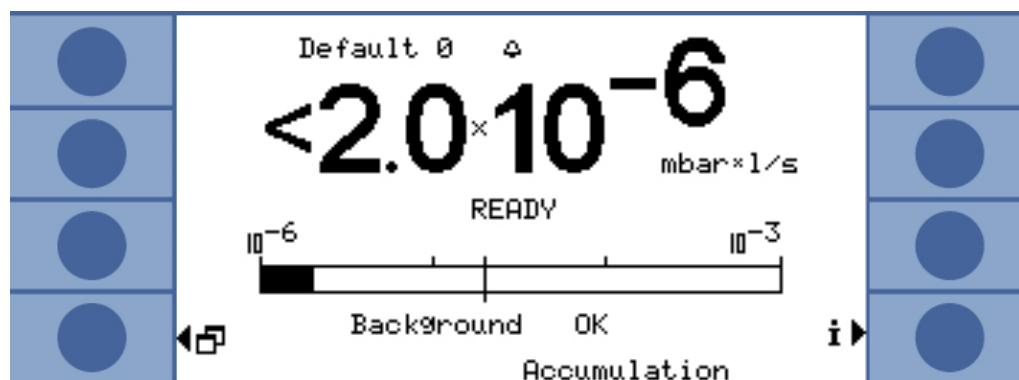 Default 0
<2.0×10⁻⁶
mbar×l/s
READY
10⁻⁶ 10⁻³
Background OK
i
Accumulation